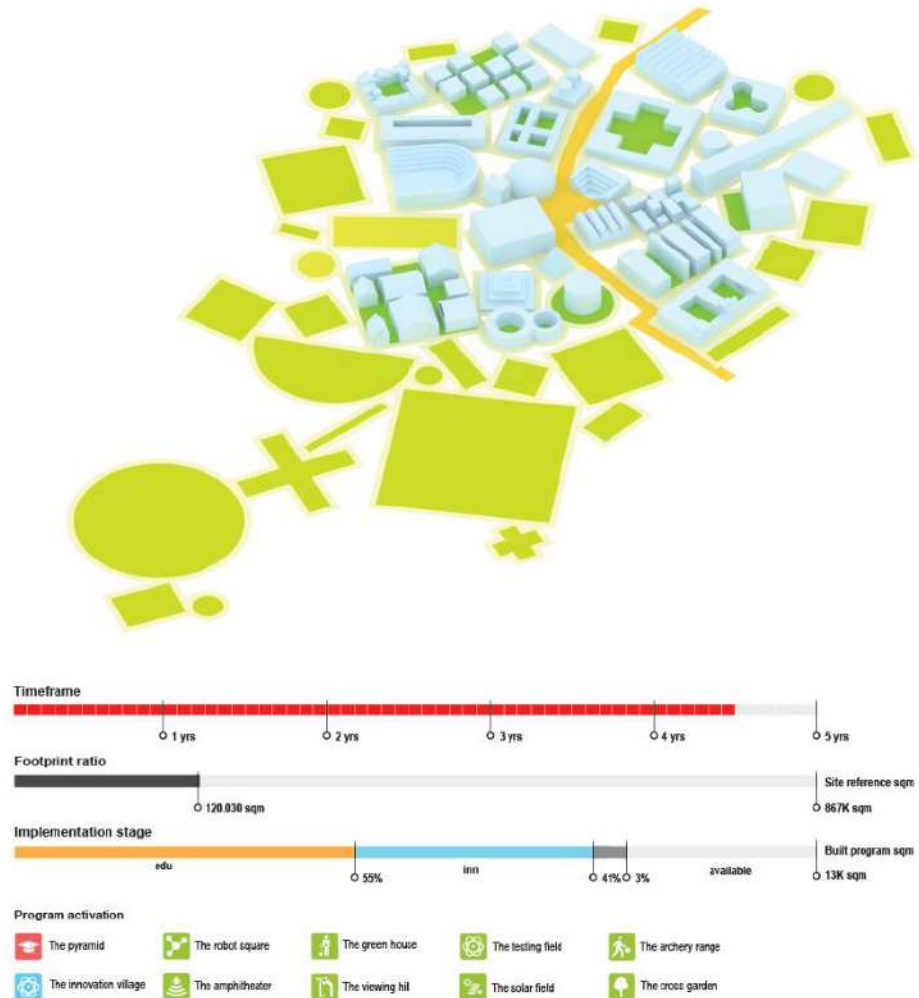 Timeframe
1 yrs 2 yrs 3 yrs 4 yrs 5 yrs
Footprint ratio
Site reference sqm
120.030 sqm 867K sqm
Implementation stage
Built program sqm
edu inn available
55% 41% 3% 13K sqm
Program activation
The pyramid The robot square The green house The testing field The archery range
The innovation village The amphitheater The viewing hill The solar field The cross garden